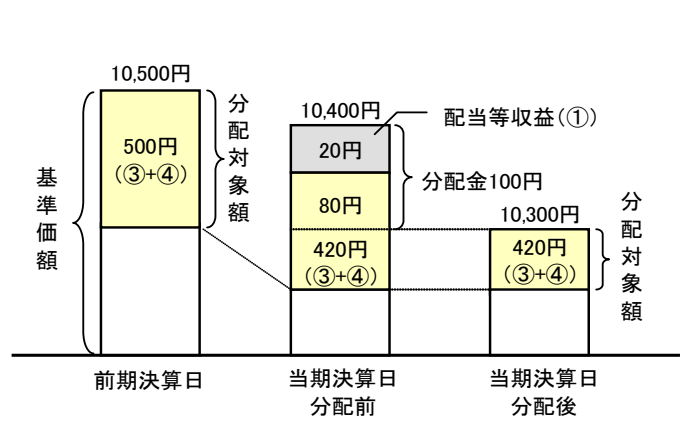 10,500円
500円
(③+④)
分配対象額
基準価額
前期決算日
10,400円
配当等収益(①)
20円
分配金100円
80円
420円
(③+④)
当期決算日
分配前
10,300円
420円
(③+④)
分配対象額
当期決算日
分配後